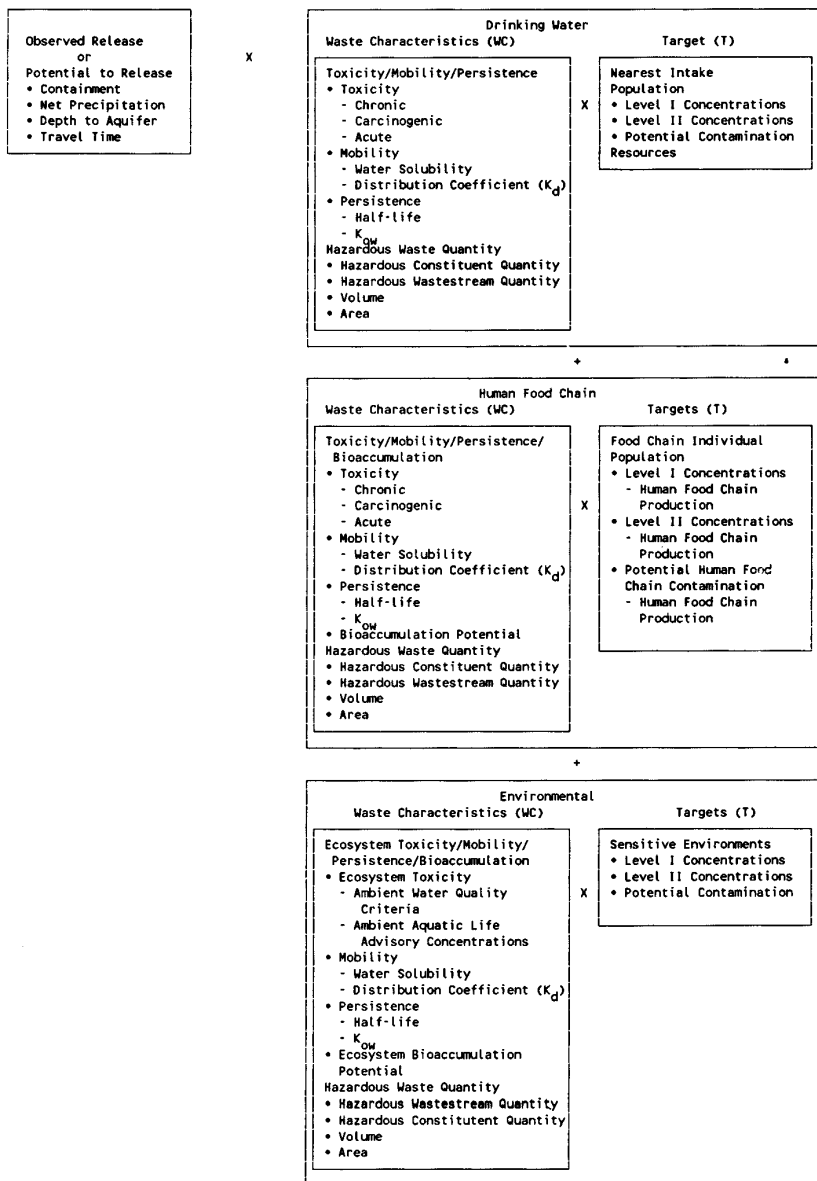 Observed Release
or
Potential to Release
• Containment
• Net Precipitation
• Depth to Aquifer
• Travel Time
X
Drinking Water
Waste Characteristics (WC)
Toxicity/Mobility/Persistence
• Toxicity
- Chronic
- Carcinogenic
- Acute
• Mobility
- Water Solubility
- Distribution Coefficient (Kd)
• Persistence
- Half-life
- Kow
Hazardous Waste Quantity
• Hazardous Constituent Quantity
• Hazardous Wastestream Quantity
• Volume
• Area
X
Target (T)
Nearest Intake
Population
• Level I Concentrations
• Level II Concentrations
• Potential Contamination
Resources
+
Human Food Chain
Waste Characteristics (WC)
Toxicity/Mobility/Persistence/
Bioaccumulation
• Toxicity
- Chronic
- Carcinogenic
- Acute
• Mobility
- Water Solubility
- Distribution Coefficient (Kd)
• Persistence
- Half-life
- Kow
• Bioaccumulation Potential
Hazardous Waste Quantity
• Hazardous Constituent Quantity
• Hazardous Wastestream Quantity
• Volume
• Area
X
Targets (T)
Food Chain Individual
Population
• Level I Concentrations
- Human Food Chain
Production
• Level II Concentrations
- Human Food Chain
Production
• Potential Human Food
Chain Contamination
- Human Food Chain
Production
+
Environmental
Waste Characteristics (WC)
Ecosystem Toxicity/Mobility/
Persistence/Bioaccumulation
• Ecosystem Toxicity
- Ambient Water Quality
Criteria
- Ambient Aquatic Life
Advisory Concentrations
• Mobility
- Water Solubility
- Distribution Coefficient (Kd)
• Persistence
- Half-life
- Kow
• Ecosystem Bioaccumulation
Potential
Hazardous Waste Quantity
• Hazardous Wastestream Quantity
• Hazardous Constitutent Quantity
• Volume
• Area
X
Targets (T)
Sensitive Environments
• Level I Concentrations
• Level II Concentrations
• Potential Contamination